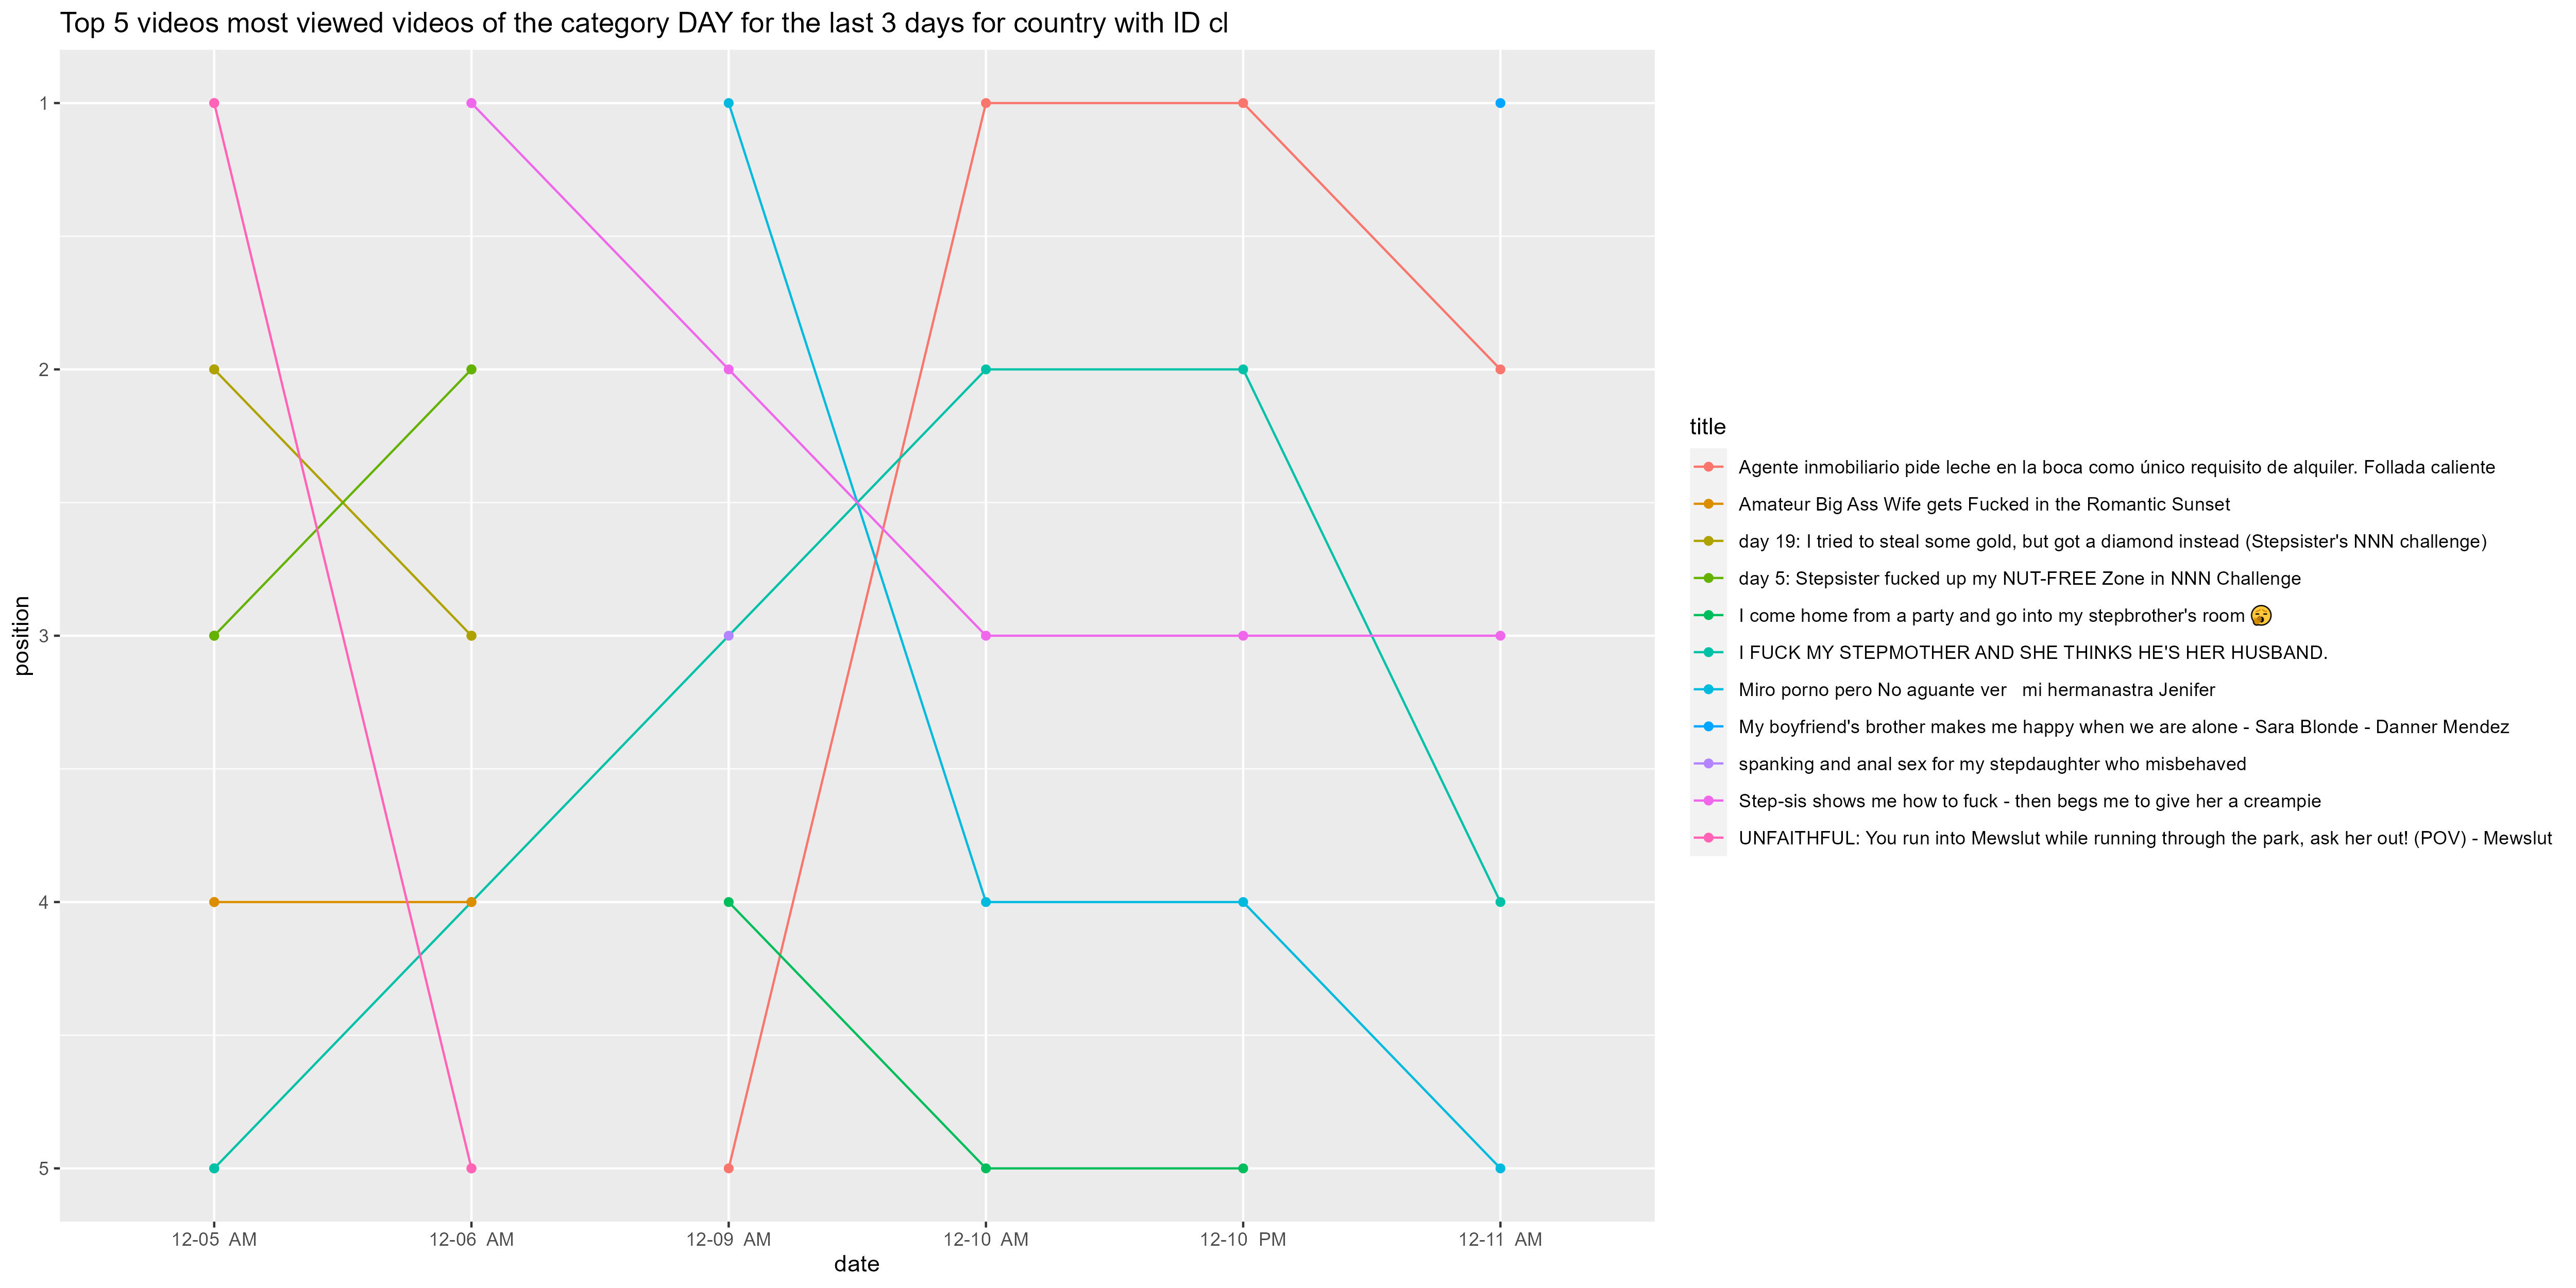 Top 5 videos most viewed videos of the category DAY for the last 3 days for country with ID cl
position
1
2
3
4
5
12-05 AM
12-06 AM
12-09 AM
12-10 AM
12-10 PM
12-11 AM
date
title
Agente inmobiliario pide leche en la boca como único requisito de alquiler. Follada caliente
Amateur Big Ass Wife gets Fucked in the Romantic Sunset
day 19: I tried to steal some gold, but got a diamond instead (Stepsister's NNN challenge)
day 5: Stepsister fucked up my NUT-FREE Zone in NNN Challenge
I come home from a party and go into my stepbrother's room 🥱
I FUCK MY STEPMOTHER AND SHE THINKS HE'S HER HUSBAND.
Miro porno pero No aguante ver   mi hermanastra Jenifer
My boyfriend's brother makes me happy when we are alone - Sara Blonde - Danner Mendez
spanking and anal sex for my stepdaughter who misbehaved
Step-sis shows me how to fuck - then begs me to give her a creampie
UNFAITHFUL: You run into Mewslut while running through the park, ask her out! (POV) - Mewslut